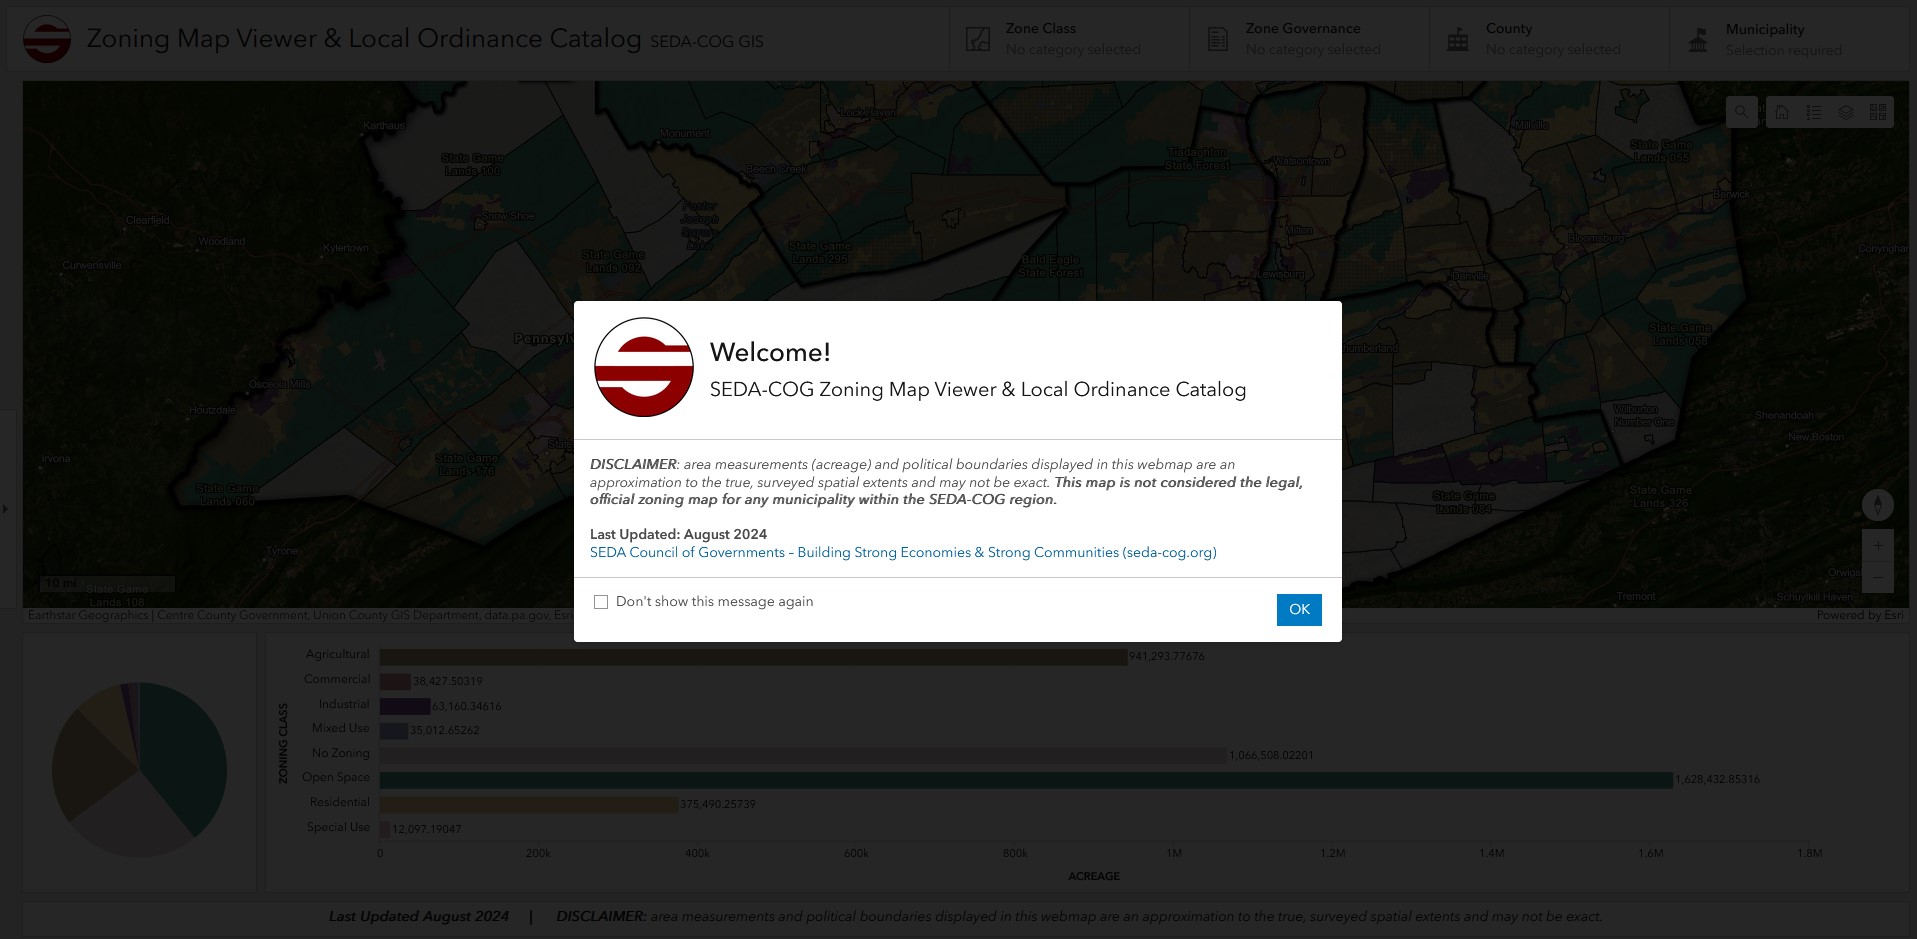 Zoning Map Viewer & Local Ordinance Catalog SEDA-COG GIS
Zone Class
No category selected
Zone Governance
No category selected
County
No category selected
Municipality
Selection required
Karthaus
Monument
Lock Haven
State Game
Lands 100
Beech Creek
Tiadaghton
State Forest
Watsontown
Millville
State Game
Lands 055
Berwick
Clearfield
Woodland
Snow Shoe
Foster
Joseph
Sayers
Lake
Kylertown
State Game
Lands 092
State Game
Lands 295
Bald Eagle
State Forest
Milton
Bloomsburg
Conyngham
Curwensville
Lewisburg
Danville
State Game
Lands 058
Osceola Mills
Houtzdale
Wilburton
Number One
Shenandoah
New Boston
Irvona
State Game
Lands 176
State Game
Lands 060
State Game
Lands 084
State Game
Lands 326
Tyrone
10 mi
State Game
Lands 108
Tremont
Schuylkill Haven
Welcome!
SEDA-COG Zoning Map Viewer & Local Ordinance Catalog
DISCLAIMER: area measurements (acreage) and political boundaries displayed in this webmap are an
approximation to the true, surveyed spatial extents and may not be exact. This map is not considered the legal,
official zoning map for any municipality within the SEDA-COG region.
Last Updated: August 2024
SEDA Council of Governments – Building Strong Economies & Strong Communities (seda-cog.org)
Don't show this message again
OK
Earthstar Geographics | Centre County Government, Union County GIS Department, data.pa.gov, Esri
Powered by Esri
ZONING CLASS
Agricultural 941,293.77676
Commercial 38,427.50319
Industrial 63,160.34616
Mixed Use 35,012.65262
No Zoning 1,066,508.02201
Open Space 1,628,432.85316
Residential 375,490.25739
Special Use 12,097.19047
0 200k 400k 600k 800k 1M 1.2M 1.4M 1.6M 1.8M
ACREAGE
Last Updated August 2024 | DISCLAIMER: area measurements and political boundaries displayed in this webmap are an approximation to the true, surveyed spatial extents and may not be exact.